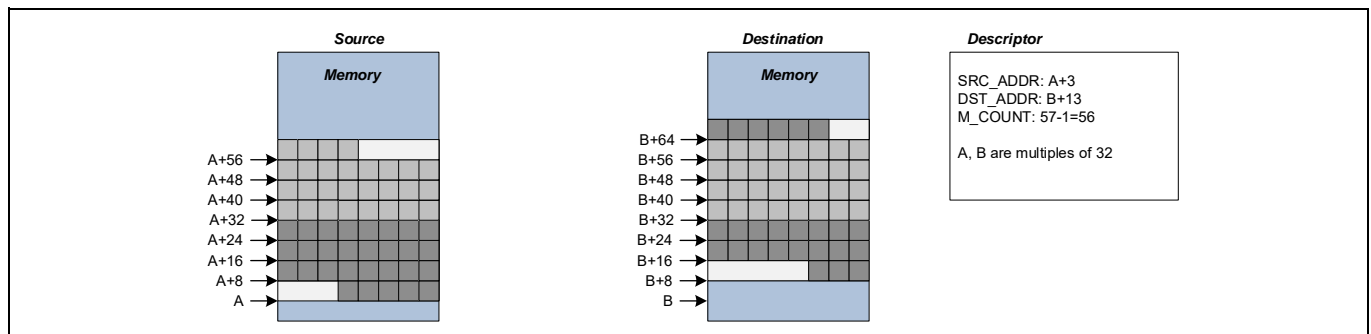 Source
Memory
A+56
A+48
A+40
A+32
A+24
A+16
A+8
A
Destination
Memory
B+64
B+56
B+48
B+40
B+32
B+24
B+16
B+8
B
Descriptor
SRC_ADDR: A+3
DST_ADDR: B+13
M_COUNT: 57-1=56
A, B are multiples of 32